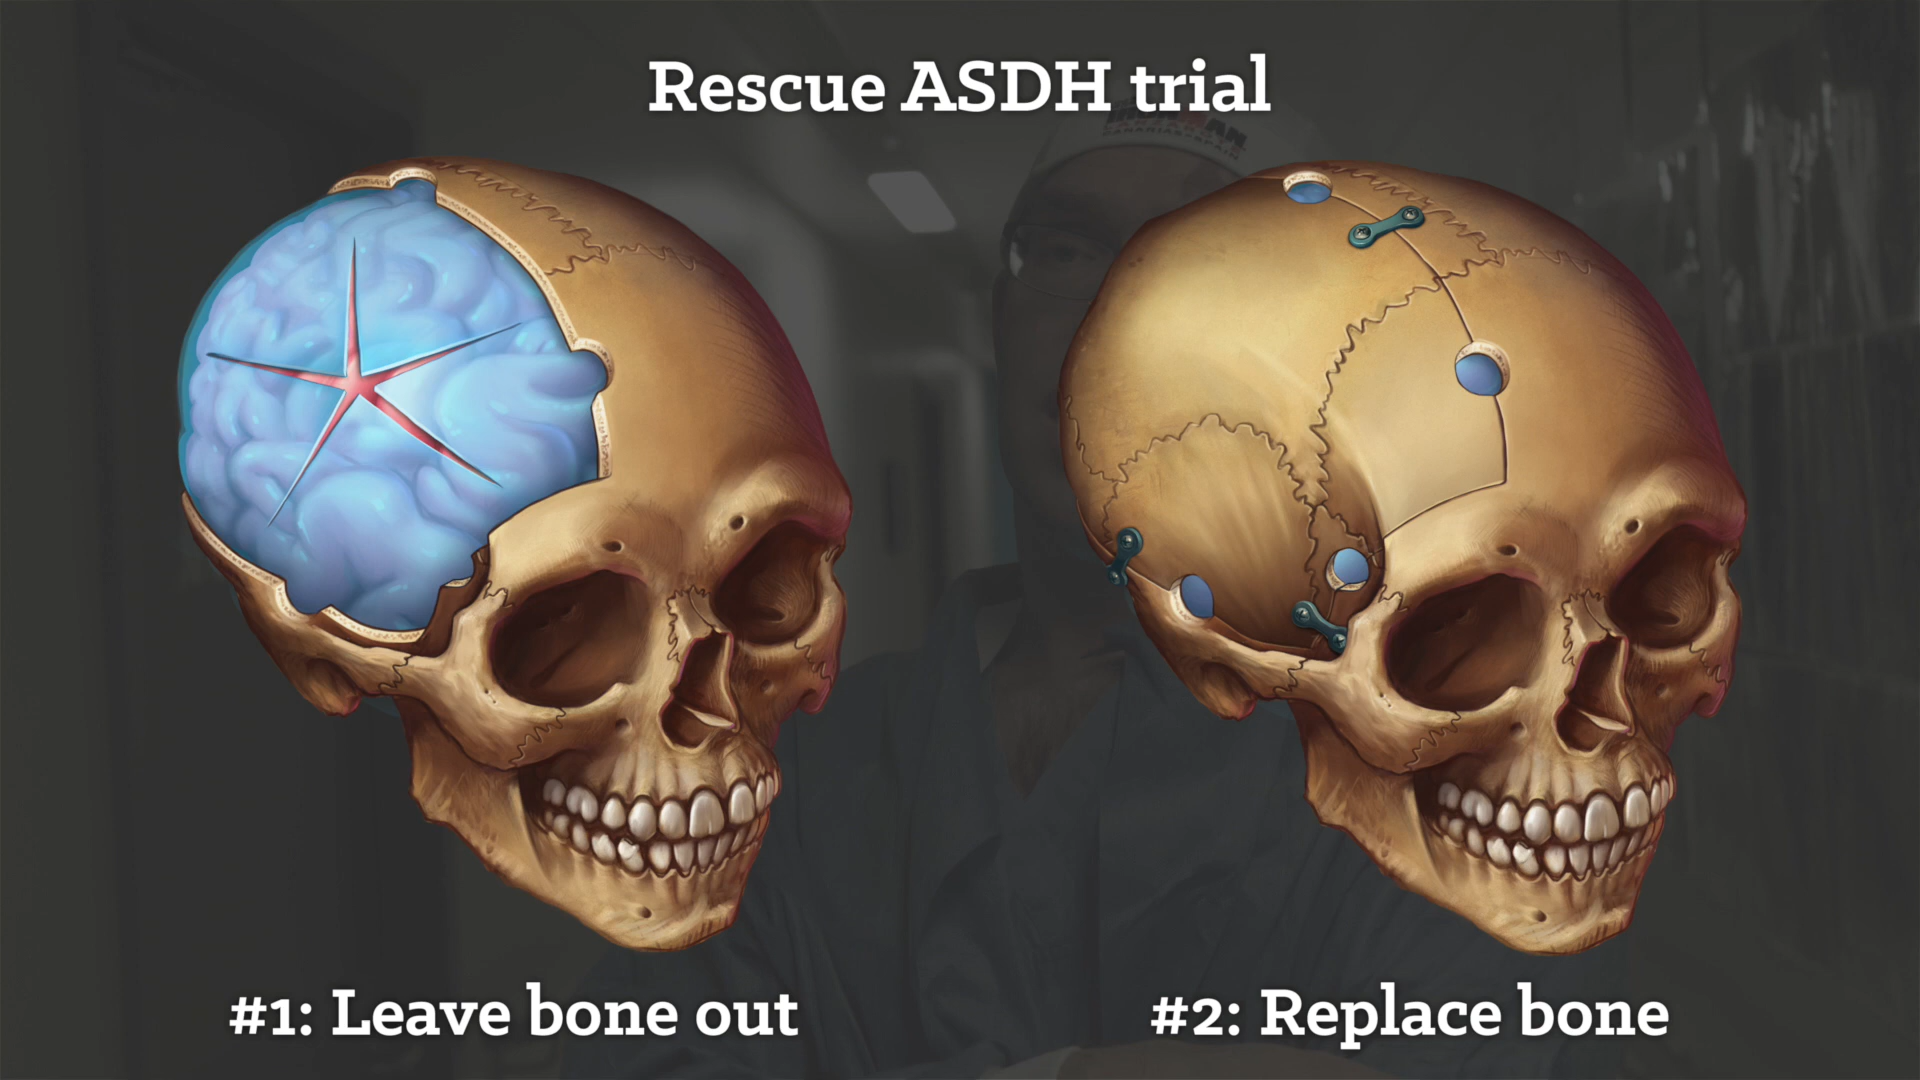 Rescue ASDH trial
#1: Leave bone out
#2: Replace bone